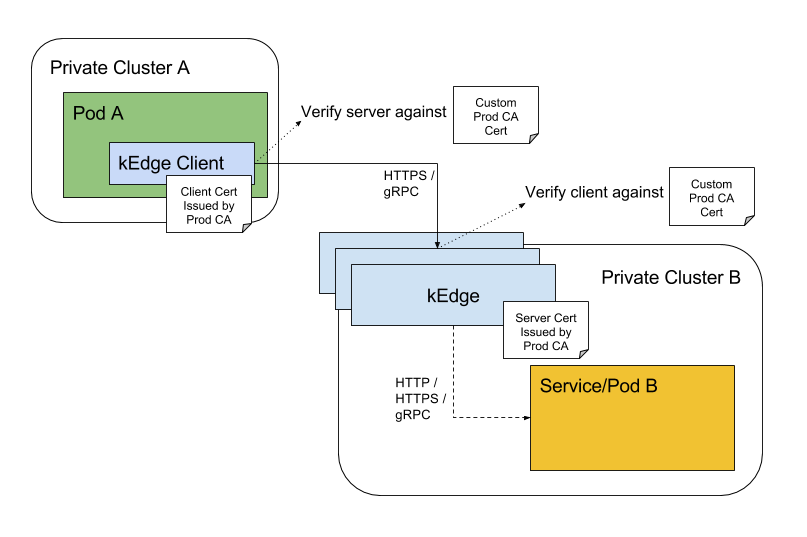 Private Cluster A
Pod A
kEdge Client
Client Cert
Issued by
Prod CA
Verify server against
Custom
Prod CA
Cert
HTTPS /
gRPC
Verify client against
Custom
Prod CA
Cert
Private Cluster B
kEdge
Server Cert
Issued by
Prod CA
HTTP /
HTTPS /
gRPC
Service/Pod B